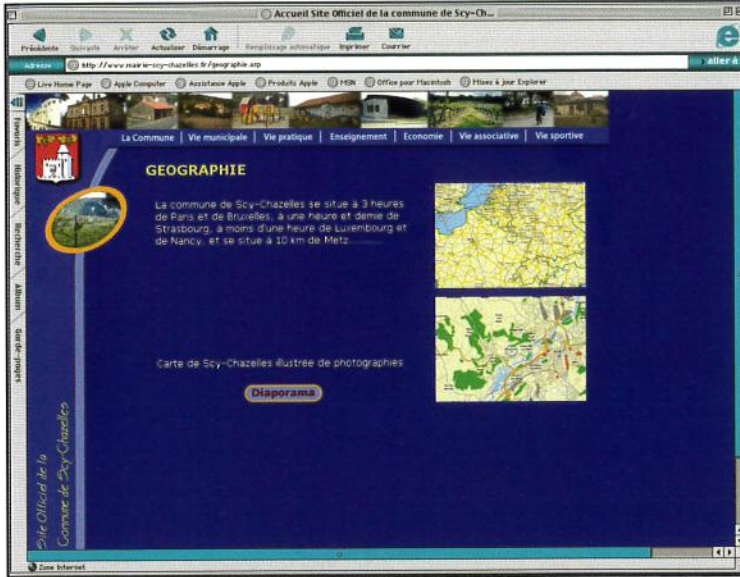 Accueil Site Officiel de la commune de Scy-Ch...
Précédente Suivante Arrêter Actualiser Démarrage Remplissage automatique Imprimer Courrier
Adresse http://www.mairie-scy-chazelles.fr/geographie.asp aller à
Live Home Page Apple Computer Assistance Apple Produits Apple MSN Office pour Macintosh Mises à jour Explorer
Favoris
Historique
Recherche
Album
Garde-pages
La Commune | Vie municipale | Vie pratique | Enseignement | Economie | Vie associative | Vie sportive
GEOGRAPHIE
La commune de Scy-Chazelles se situe à 3 heures
de Paris et de Bruxelles, à une heure et demie de
Strasbourg, à moins d'une heure de Luxembourg et
de Nancy, et se situe à 10 km de Metz
Carte de Scy-Chazelles illustrée de photographies
Diaporama
Site Officiel de la
Commune de Scy-Chazelles
Zone Internet